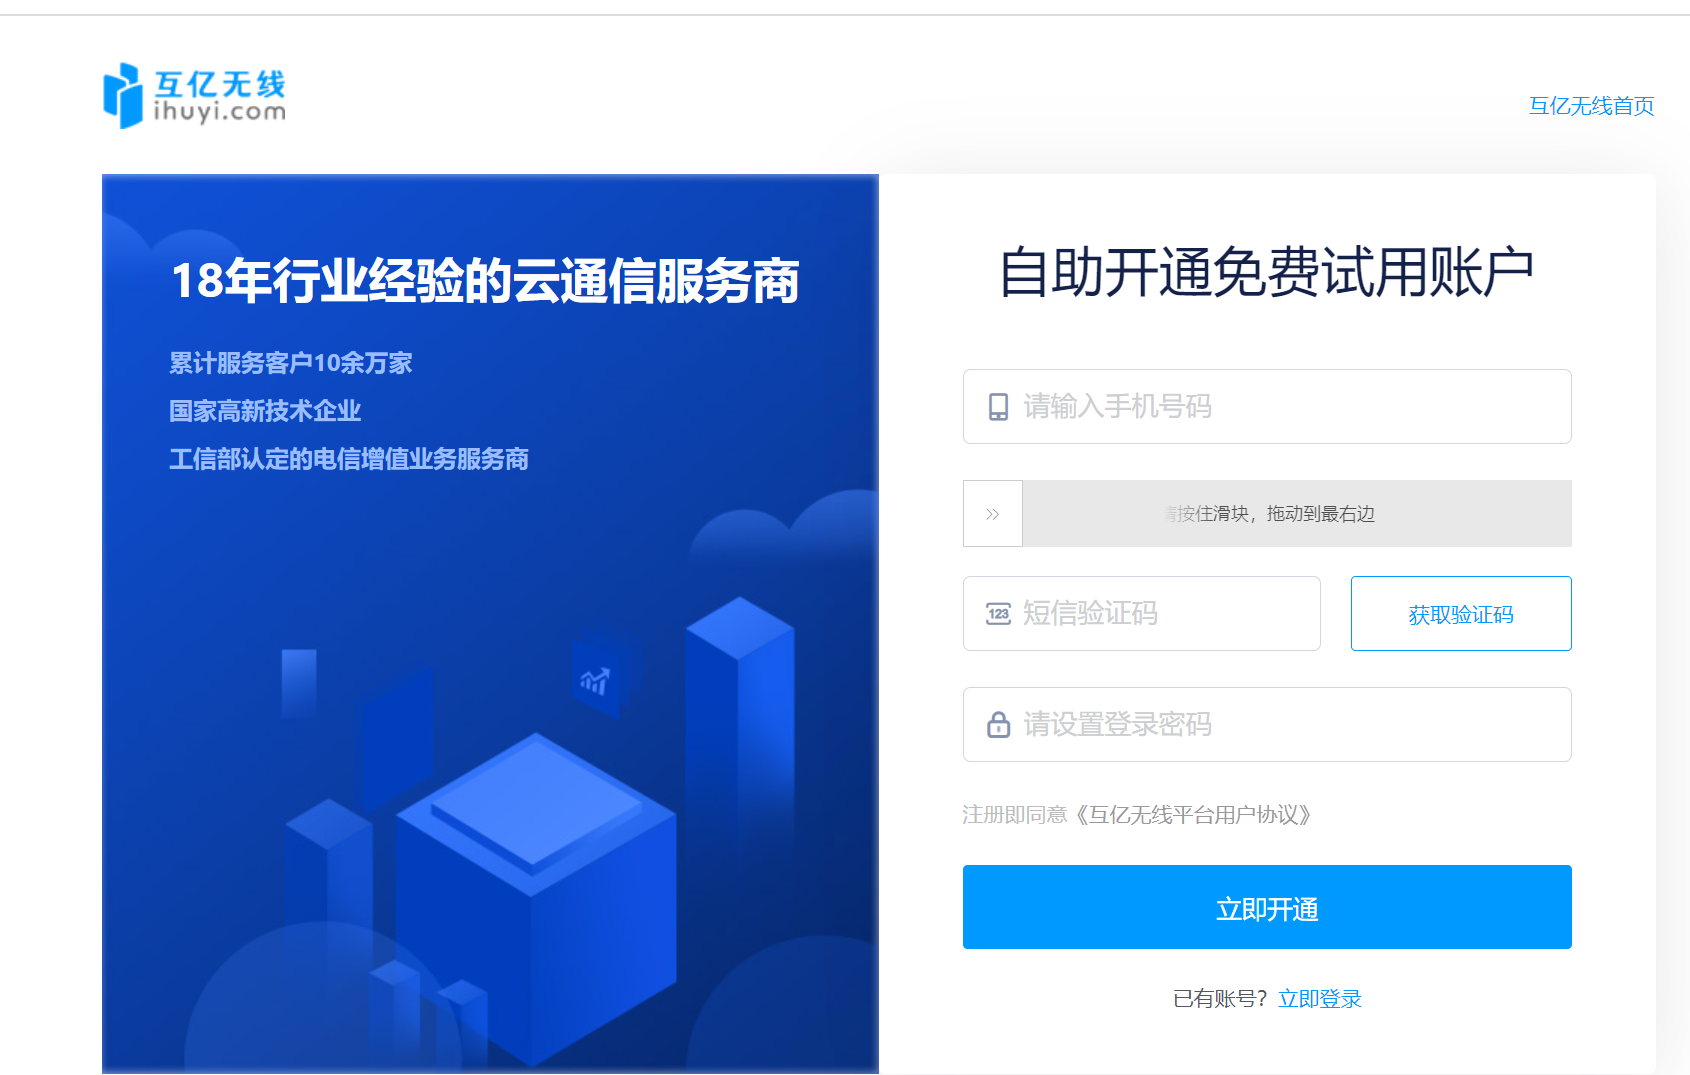 互亿无线
ihuyi.com
互亿无线首页
18年行业经验的云通信服务商
累计服务客户10余万家
国家高新技术企业
工信部认定的电信增值业务服务商
自助开通免费试用账户
请输入手机号码
>> 请按住滑块，拖动到最右边
123 短信验证码
获取验证码
请设置登录密码
注册即同意《互亿无线平台用户协议》
立即开通
已有账号？立即登录